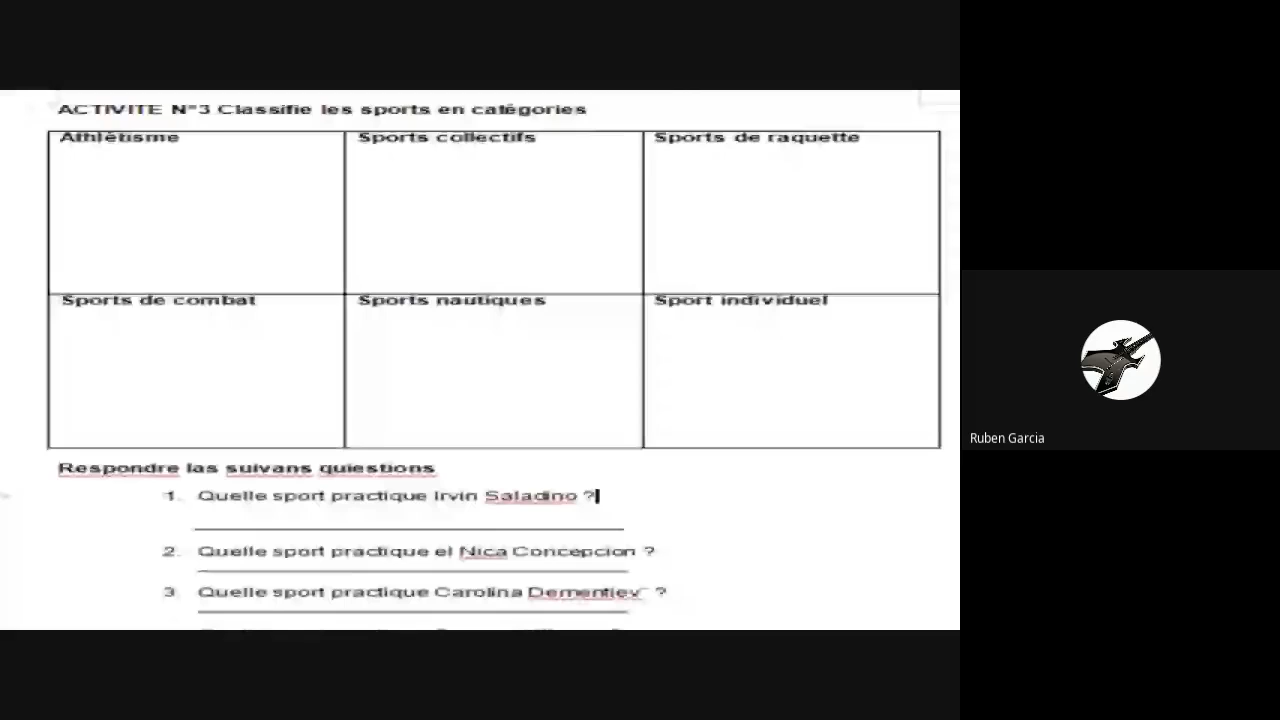 ACTIVITE N°3 Classifie les sports en catégories
Athlétisme
Sports collectifs
Sports de raquette
Sports de combat
Sports nautiques
Sport individuel
Respondre las suivans quiestions
1. Quelle sport practique Irvin Saladino ?
2. Quelle sport practique el Nica Concepcion ?
3. Quelle sport practique Carolina Dementiev ?
Ruben Garcia